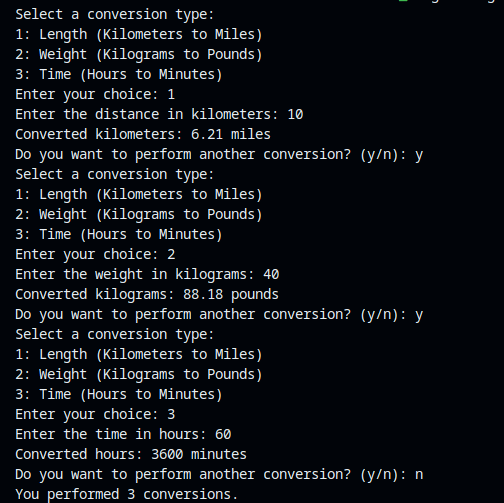 Select a conversion type:
1: Length (Kilometers to Miles)
2: Weight (Kilograms to Pounds)
3: Time (Hours to Minutes)
Enter your choice: 1
Enter the distance in kilometers: 10
Converted kilometers: 6.21 miles
Do you want to perform another conversion? (y/n): y
Select a conversion type:
1: Length (Kilometers to Miles)
2: Weight (Kilograms to Pounds)
3: Time (Hours to Minutes)
Enter your choice: 2
Enter the weight in kilograms: 40
Converted kilograms: 88.18 pounds
Do you want to perform another conversion? (y/n): y
Select a conversion type:
1: Length (Kilometers to Miles)
2: Weight (Kilograms to Pounds)
3: Time (Hours to Minutes)
Enter your choice: 3
Enter the time in hours: 60
Converted hours: 3600 minutes
Do you want to perform another conversion? (y/n): n
You performed 3 conversions.